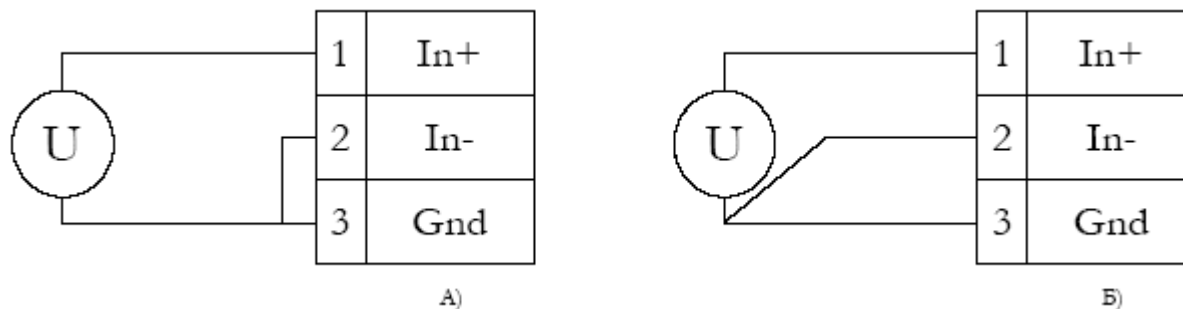 1 In+ 1 In+
U 2 In- U 2 In-
3 Gnd 3 Gnd
А) Б)